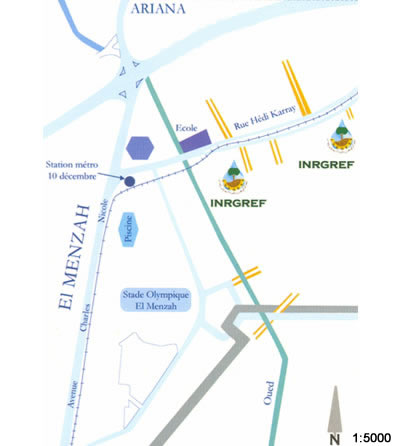 ARIANA
Ecole
Rue Hédi Karray
Station métro
10 décembre
INRGREF
INRGREF
EL MENZAH
Piscine
Stade Olympique
El Menzah
Avenue Charles Nicole
Oued
N
1:5000